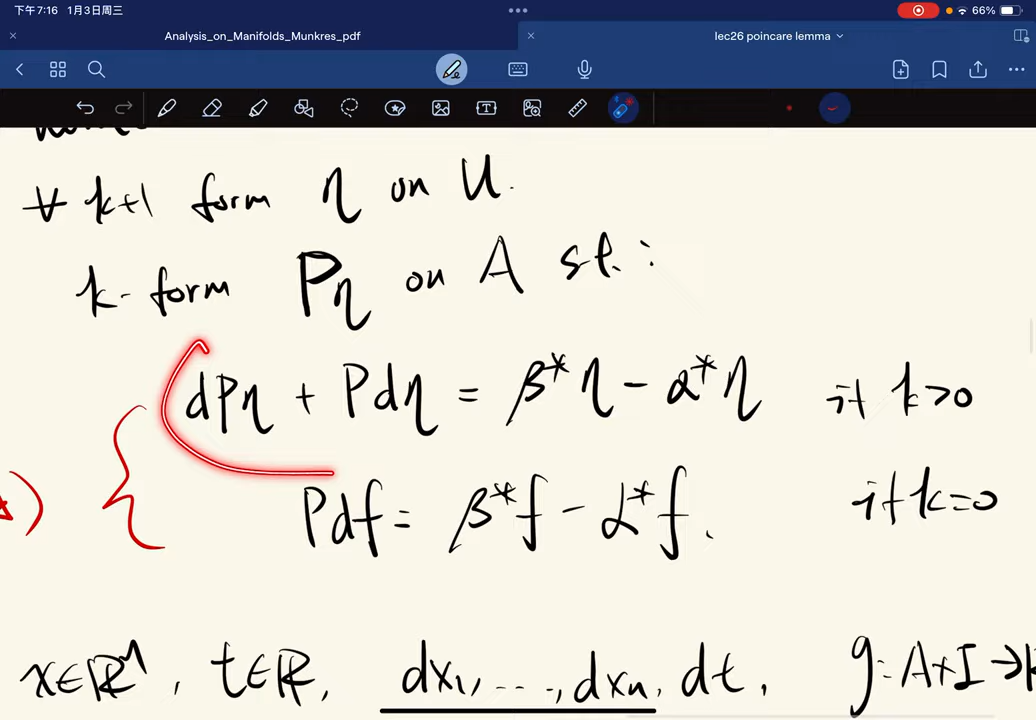 下午7:16 1月3日周三
66%
Analysis_on_Manifolds_Munkres_pdf
lec26 poincare lemma
∀ k+1 form η on U.
k-form Pη on A st:
dPη + Pdη = β*η - α*η if k>0
Pdf = β*f - α*f. if k=0
x∈ℝⁿ, t∈ℝ, dx₁,...,dxₙ, dt, g: A×I→